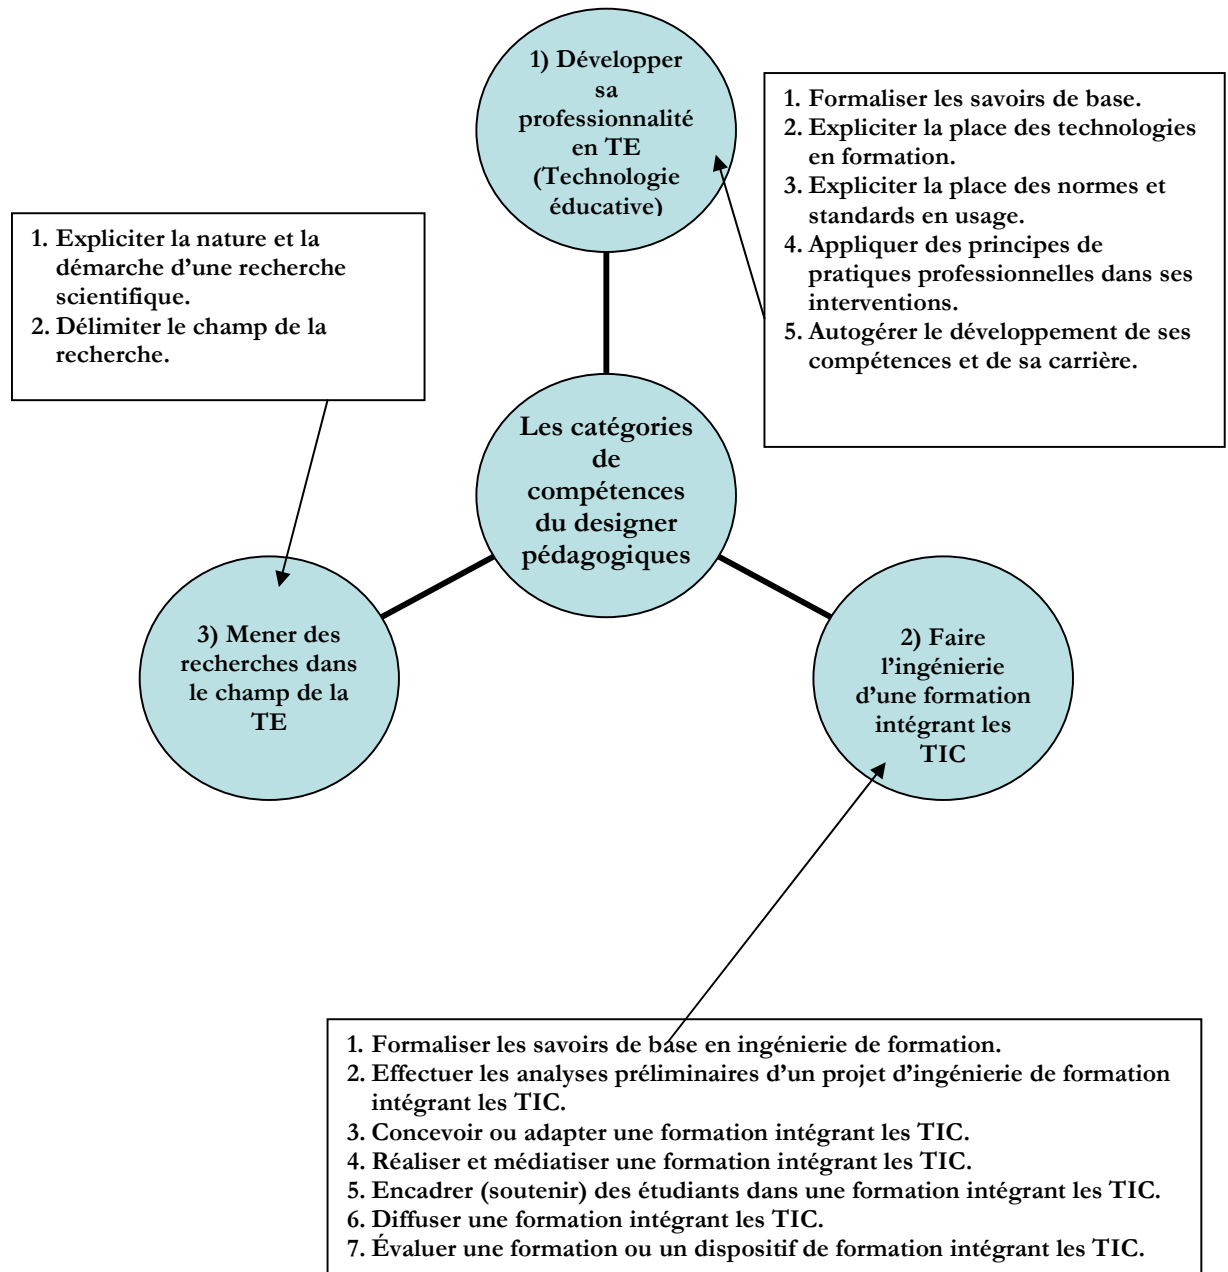 1) Développer
sa
professionnalité
en TE
(Technologie
éducative)
1. Formaliser les savoirs de base.
2. Expliciter la place des technologies
en formation.
3. Expliciter la place des normes et
standards en usage.
4. Appliquer des principes de
pratiques professionnelles dans ses
interventions.
5. Autogérer le développement de ses
compétences et de sa carrière.
1. Expliciter la nature et la
démarche d’une recherche
scientifique.
2. Délimiter le champ de la
recherche.
Les catégories
de
compétences
du designer
pédagogiques
3) Mener des
recherches dans
le champ de la
TE
2) Faire
l’ingénierie
d’une formation
intégrant les
TIC
1. Formaliser les savoirs de base en ingénierie de formation.
2. Effectuer les analyses préliminaires d’un projet d’ingénierie de formation
intégrant les TIC.
3. Concevoir ou adapter une formation intégrant les TIC.
4. Réaliser et médiatiser une formation intégrant les TIC.
5. Encadrer (soutenir) des étudiants dans une formation intégrant les TIC.
6. Diffuser une formation intégrant les TIC.
7. Évaluer une formation ou un dispositif de formation intégrant les TIC.